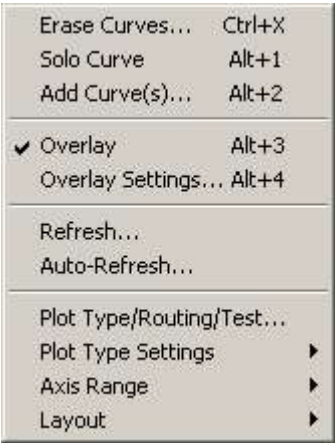 Erase Curves... Ctrl+X
Solo Curve Alt+1
Add Curve(s)... Alt+2
Overlay Alt+3
Overlay Settings... Alt+4
Refresh...
Auto-Refresh...
Plot Type/Routing/Test...
Plot Type Settings
Axis Range
Layout